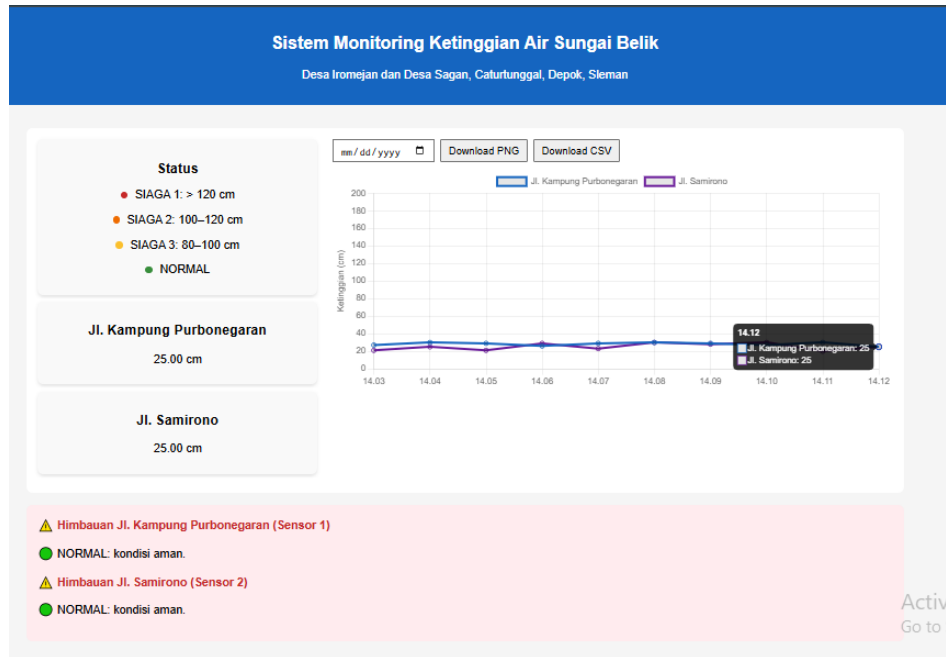 Sistem Monitoring Ketinggian Air Sungai Belik
Desa Iromejan dan Desa Sagan, Caturtunggal, Depok, Sleman
Status
SIAGA 1: > 120 cm
SIAGA 2: 100–120 cm
SIAGA 3: 80–100 cm
NORMAL
Jl. Kampung Purbonegaran
25.00 cm
Jl. Samirono
25.00 cm
mm/dd/yyyy Download PNG Download CSV
Jl. Kampung Purbonegaran Jl. Samirono
Ketinggian (cm)
200
180
160
140
120
100
80
60
40
20
0
14.03 14.04 14.05 14.06 14.07 14.08 14.09 14.10 14.11 14.12
14.12
Jl. Kampung Purbonegaran: 25
Jl. Samirono: 25
Himbauan Jl. Kampung Purbonegaran (Sensor 1)
NORMAL: kondisi aman.
Himbauan Jl. Samirono (Sensor 2)
NORMAL: kondisi aman.
Activ
Go to